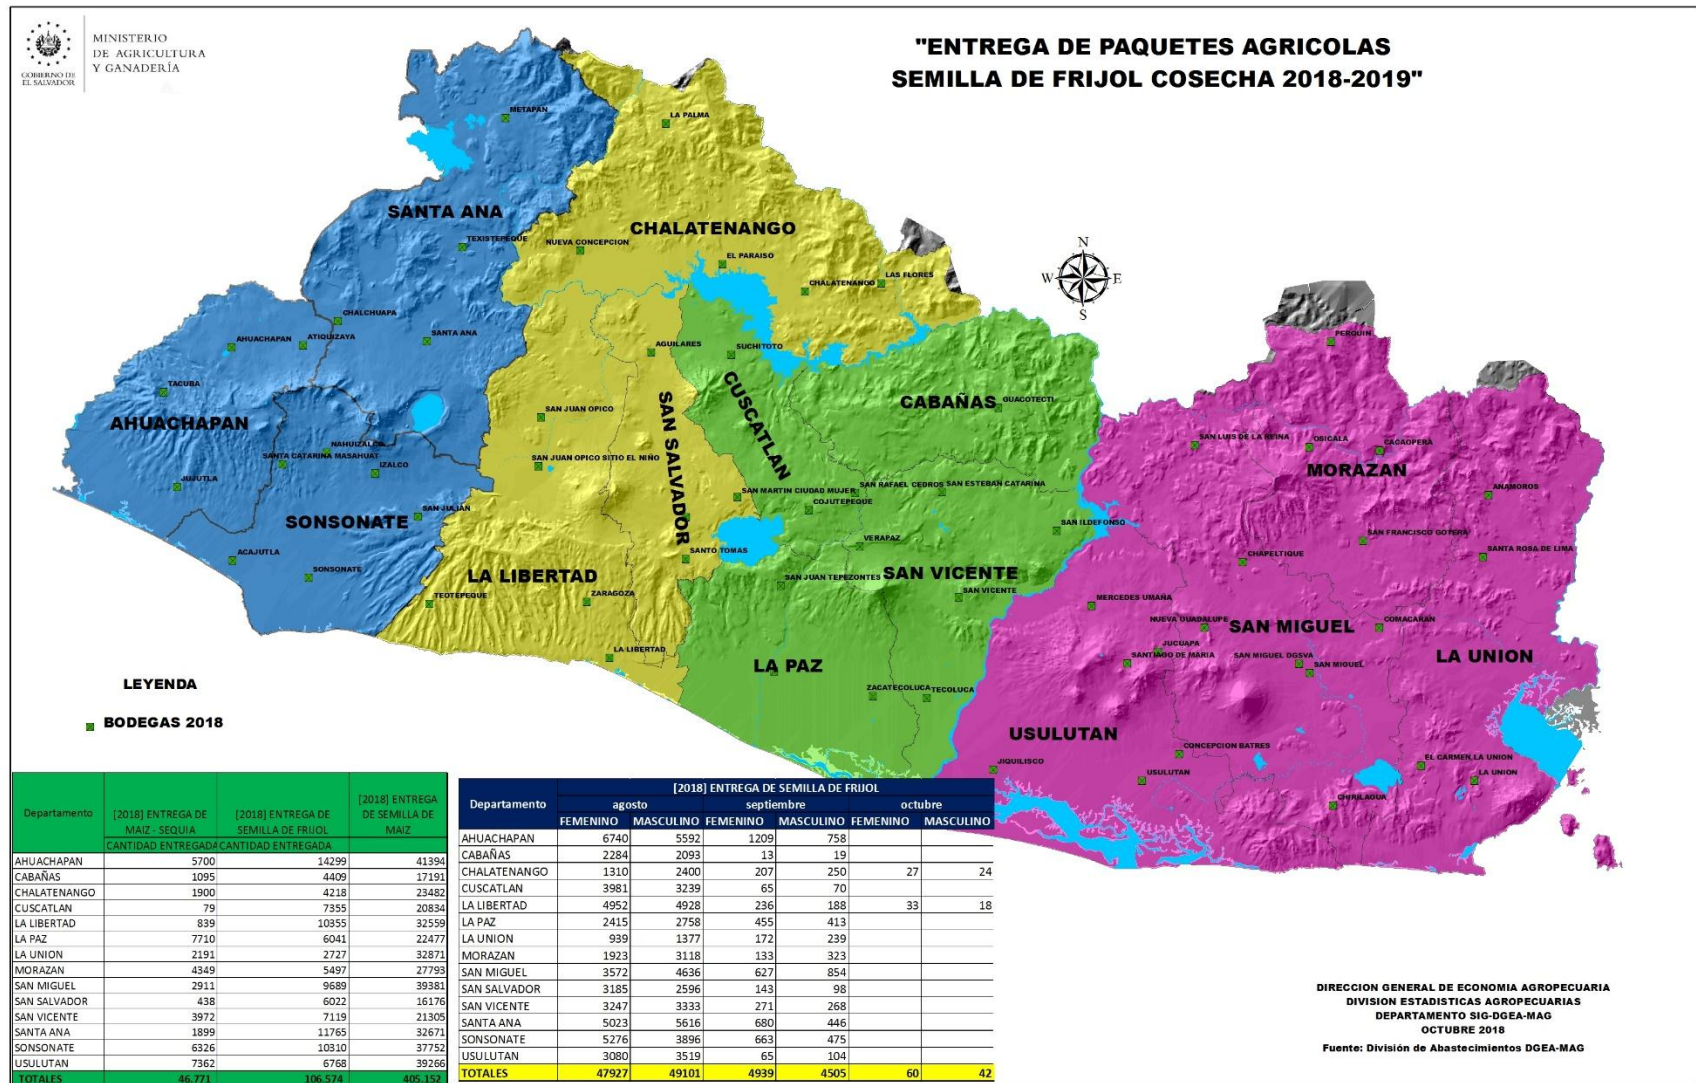 MINISTERIO
DE AGRICULTURA
Y GANADERÍA
GOBIERNO DE
EL SALVADOR
"ENTREGA DE PAQUETES AGRICOLAS
SEMILLA DE FRIJOL COSECHA 2018-2019"
METAPAN
LA PALMA
SANTA ANA
CHALATENANGO
TEXISTEPEQUE
NUEVA CONCEPCION
EL PARAISO
CHALATENANGO
LAS FLORES
N
W E
S
CHALCHUAPA
AHUACHAPAN
ATIQUIZAYA
SANTA ANA
AGUILARES
SUCHITOTO
PERQUIN
TACUBA
CUSCATLAN
CABAÑAS
GUACOTECTI
AHUACHAPAN
SAN JUAN OPICO
SAN SALVADOR
NAHUIZALCO
SANTA CATARINA MASAHUAT
IZALCO
SAN JUAN OPICO SITIO EL NIÑO
SAN LUIS DE LA REINA
OSICALA
CACAOPERA
MORAZAN
JUJUTLA
SAN MARTIN CIUDAD MUJER
SAN RAFAEL CEDROS
SAN ESTEBAN CATARINA
COJUTEPEQUE
ANAMOROS
SONSONATE
SAN JULIAN
SAN ILDEFONSO
VERAPAZ
SAN FRANCISCO GOTERA
ACAJUTLA
SONSONATE
LA LIBERTAD
SANTO TOMAS
SAN VICENTE
CHAPELTIQUE
SANTA ROSA DE LIMA
TEOTEPEQUE
ZARAGOZA
SAN JUAN TEPEZONTES
SAN VICENTE
MERCEDES UMAÑA
NUEVA GUADALUPE
SAN MIGUEL
COMACARAN
LA LIBERTAD
LA PAZ
JUCUAPA
SANTIAGO DE MARIA
SAN MIGUEL DGSVA
SAN MIGUEL
LA UNION
ZACATECOLUCA
TECOLUCA
USULUTAN
CONCEPCION BATRES
JIQUILISCO
USULUTAN
EL CARMEN, LA UNION
LA UNION
CHIRILAGUA
LEYENDA
BODEGAS 2018
Departamento [2018] ENTREGA DE MAIZ - SEQUIA [2018] ENTREGA DE SEMILLA DE FRIJOL [2018] ENTREGA DE SEMILLA DE MAIZ
CANTIDAD ENTREGADA CANTIDAD ENTREGADA
AHUACHAPAN 5700 14299 41394
CABAÑAS 1095 4409 17191
CHALATENANGO 1900 4218 23482
CUSCATLAN 79 7355 20834
LA LIBERTAD 839 10355 32559
LA PAZ 7710 6041 22477
LA UNION 2191 2727 32871
MORAZAN 4349 5497 27793
SAN MIGUEL 2911 9689 39381
SAN SALVADOR 438 6022 16176
SAN VICENTE 3972 7119 21305
SANTA ANA 1899 11765 32671
SONSONATE 6326 10310 37752
USULUTAN 7362 6768 39266
TOTALES 46.771 106.574 405.152
[2018] ENTREGA DE SEMILLA DE FRIJOL
Departamento agosto septiembre octubre
FEMENINO MASCULINO FEMENINO MASCULINO FEMENINO MASCULINO
AHUACHAPAN 6740 5592 1209 758
CABAÑAS 2284 2093 13 19
CHALATENANGO 1310 2400 207 250 27 24
CUSCATLAN 3981 3239 65 70
LA LIBERTAD 4952 4928 236 188 33 18
LA PAZ 2415 2758 455 413
LA UNION 939 1377 172 239
MORAZAN 1923 3118 133 323
SAN MIGUEL 3572 4636 627 854
SAN SALVADOR 3185 2596 143 98
SAN VICENTE 3247 3333 271 268
SANTA ANA 5023 5616 680 446
SONSONATE 5276 3896 663 475
USULUTAN 3080 3519 65 104
TOTALES 47927 49101 4939 4505 60 42
DIRECCION GENERAL DE ECONOMIA AGROPECUARIA
DIVISION ESTADISTICAS AGROPECUARIAS
DEPARTAMENTO SIG-DGEA-MAG
OCTUBRE 2018
Fuente: División de Abastecimientos DGEA-MAG